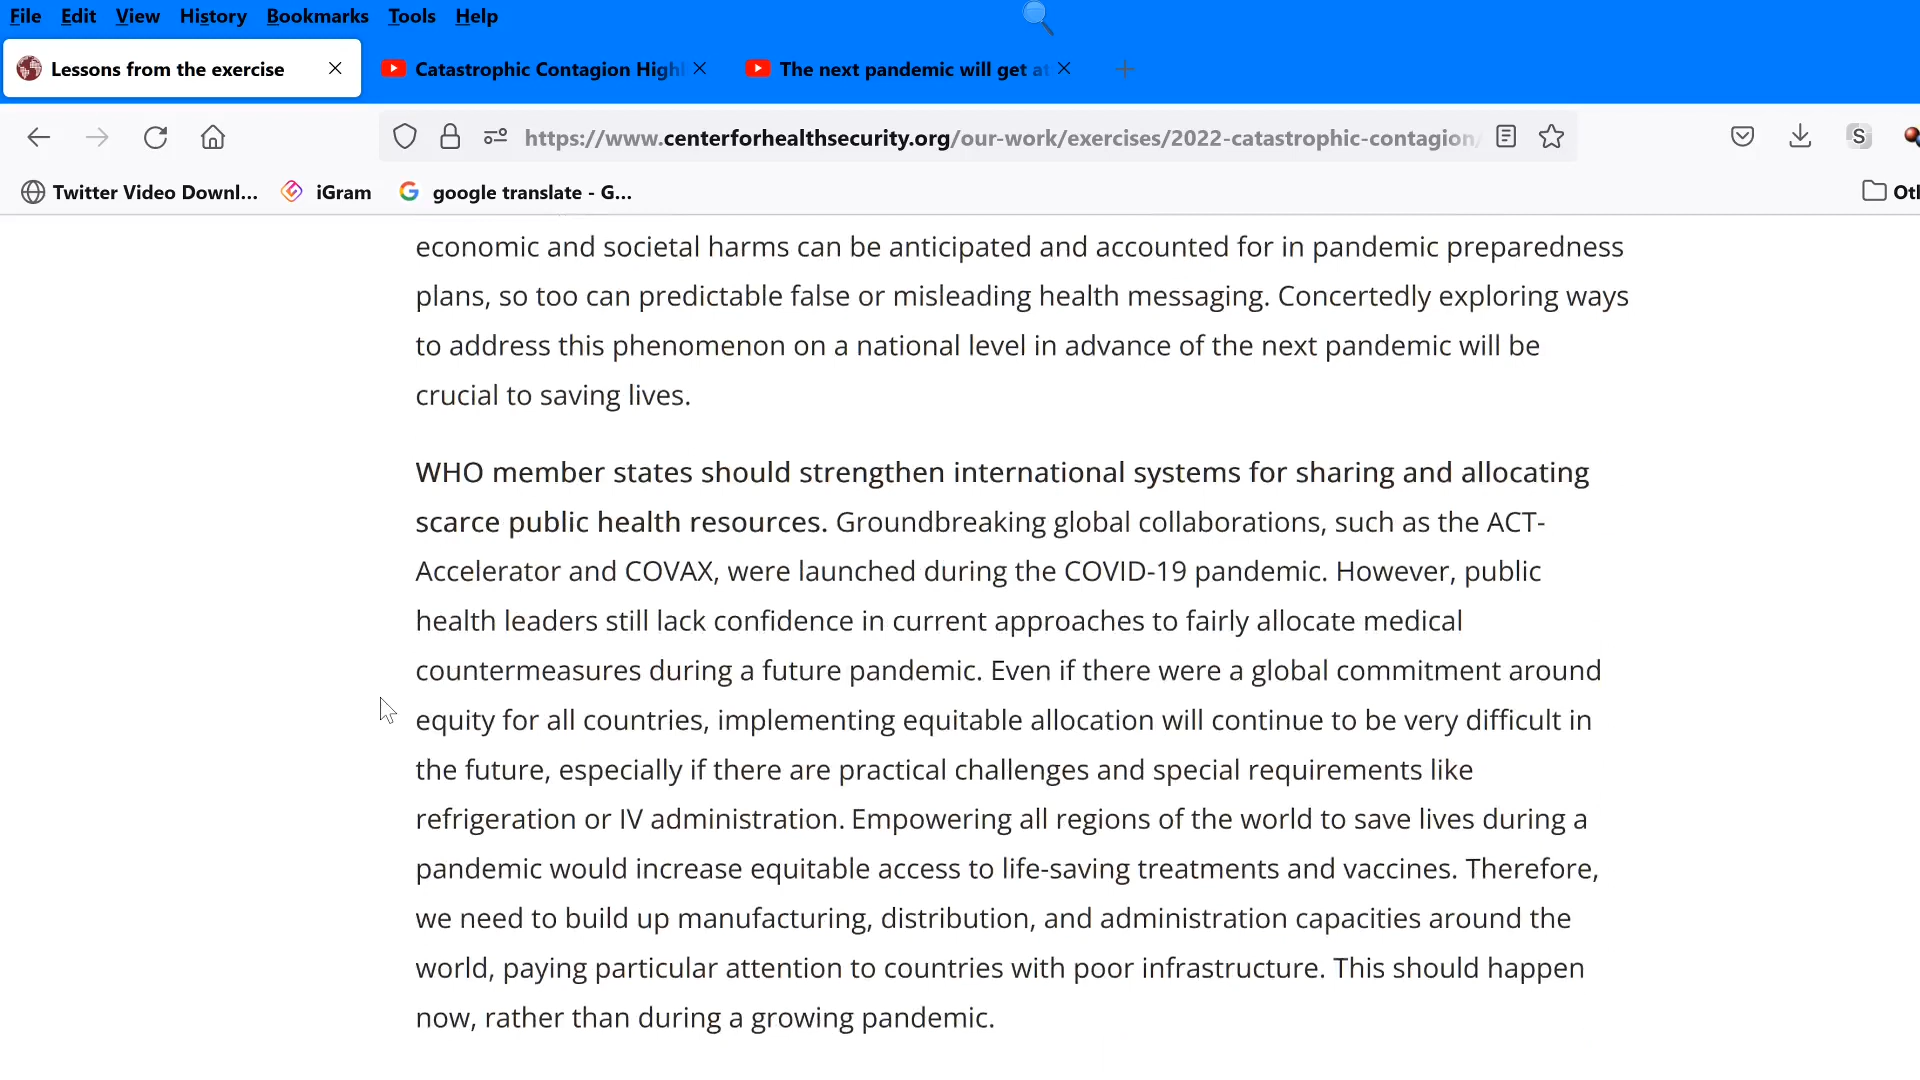 File Edit View History Bookmarks Tools Help
Lessons from the exercise
Catastrophic Contagion High
The next pandemic will get at
https://www.centerforhealthsecurity.org/our-work/exercises/2022-catastrophic-contagion/
S
Twitter Video Downl... iGram google translate - G...
economic and societal harms can be anticipated and accounted for in pandemic preparedness
plans, so too can predictable false or misleading health messaging. Concertedly exploring ways
to address this phenomenon on a national level in advance of the next pandemic will be
crucial to saving lives.
WHO member states should strengthen international systems for sharing and allocating
scarce public health resources. Groundbreaking global collaborations, such as the ACT-
Accelerator and COVAX, were launched during the COVID-19 pandemic. However, public
health leaders still lack confidence in current approaches to fairly allocate medical
countermeasures during a future pandemic. Even if there were a global commitment around
equity for all countries, implementing equitable allocation will continue to be very difficult in
the future, especially if there are practical challenges and special requirements like
refrigeration or IV administration. Empowering all regions of the world to save lives during a
pandemic would increase equitable access to life-saving treatments and vaccines. Therefore,
we need to build up manufacturing, distribution, and administration capacities around the
world, paying particular attention to countries with poor infrastructure. This should happen
now, rather than during a growing pandemic.